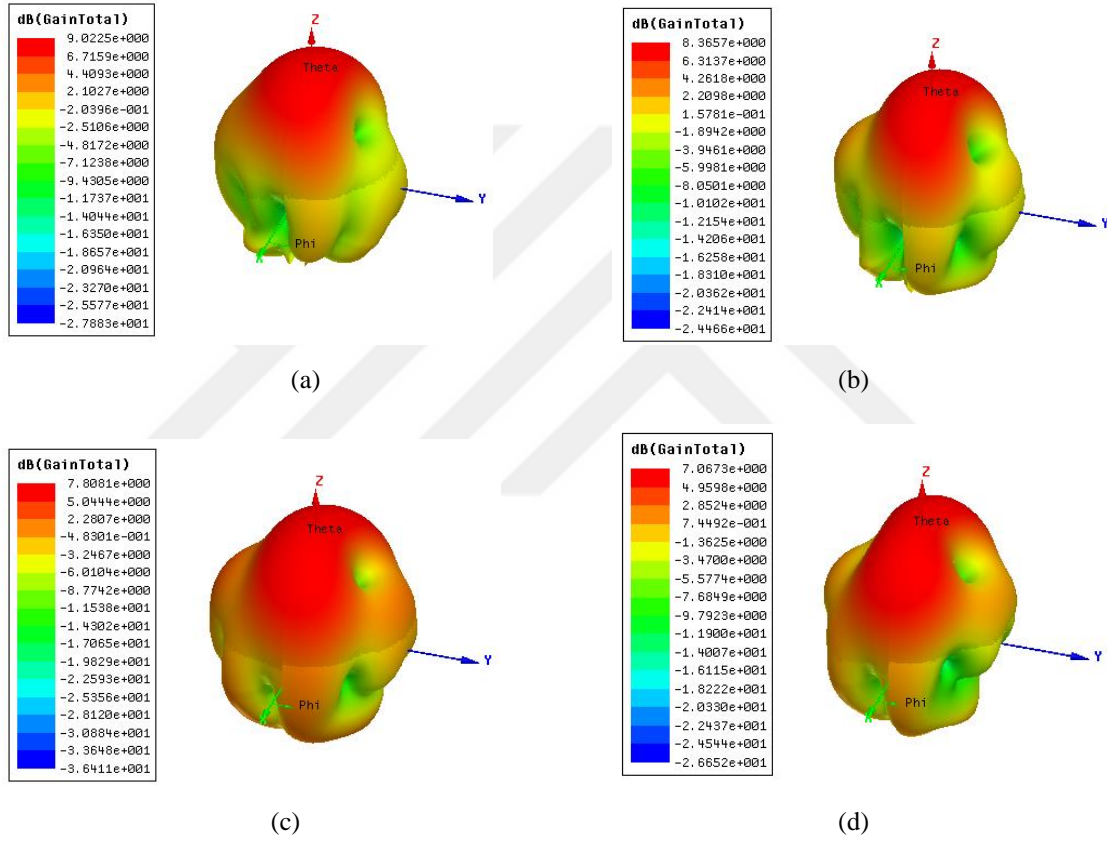 dB(GainTotal)
9.0225e+000
6.7159e+000
4.4093e+000
2.1027e+000
-2.0396e-001
-2.5106e+000
-4.8172e+000
-7.1238e+000
-9.4305e+000
-1.1737e+001
-1.4044e+001
-1.6350e+001
-1.8657e+001
-2.0964e+001
-2.3270e+001
-2.5577e+001
-2.7883e+001
Z
Theta
Y
Phi
X
(a)
dB(GainTotal)
8.3657e+000
6.3137e+000
4.2618e+000
2.2098e+000
1.5781e-001
-1.8942e+000
-3.9461e+000
-5.9981e+000
-8.0501e+000
-1.0102e+001
-1.2154e+001
-1.4206e+001
-1.6258e+001
-1.8310e+001
-2.0362e+001
-2.2414e+001
-2.4466e+001
Z
Theta
Y
Phi
X
(b)
dB(GainTotal)
7.8081e+000
5.0444e+000
2.2807e+000
-4.8301e-001
-3.2467e+000
-6.0104e+000
-8.7742e+000
-1.1538e+001
-1.4302e+001
-1.7065e+001
-1.9829e+001
-2.2593e+001
-2.5356e+001
-2.8120e+001
-3.0884e+001
-3.3648e+001
-3.6411e+001
Z
Theta
Y
Phi
X
(c)
dB(GainTotal)
7.0673e+000
4.9598e+000
2.8524e+000
7.4492e-001
-1.3625e+000
-3.4700e+000
-5.5774e+000
-7.6849e+000
-9.7923e+000
-1.1900e+001
-1.4007e+001
-1.6115e+001
-1.8222e+001
-2.0330e+001
-2.2437e+001
-2.4544e+001
-2.6652e+001
Z
Theta
Y
Phi
X
(d)